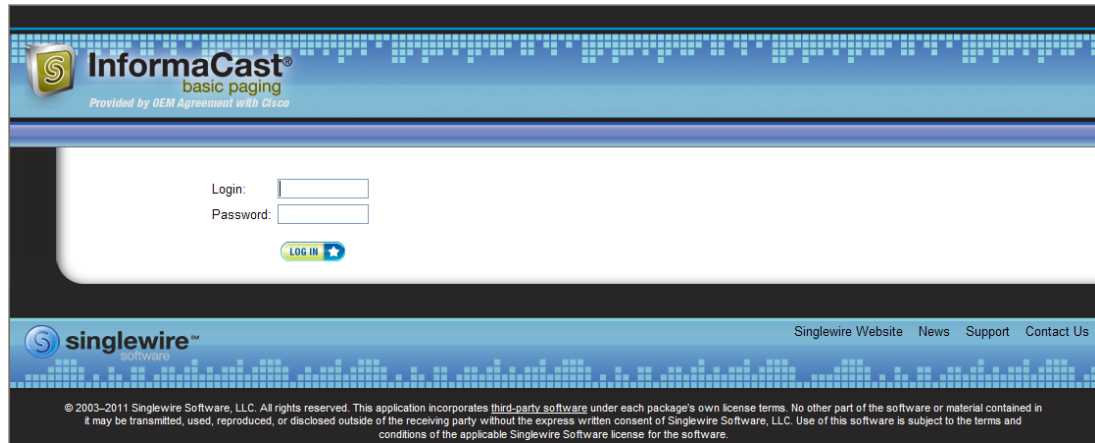 InformaCast®
basic paging
Provided by OEM Agreement with Cisco
Login:
Password:
LOG IN
singlewire℠
software
Singlewire Website News Support Contact Us
© 2003–2011 Singlewire Software, LLC. All rights reserved. This application incorporates third-party software under each package's own license terms. No other part of the software or material contained in
it may be transmitted, used, reproduced, or disclosed outside of the receiving party without the express written consent of Singlewire Software, LLC. Use of this software is subject to the terms and
conditions of the applicable Singlewire Software license for the software.